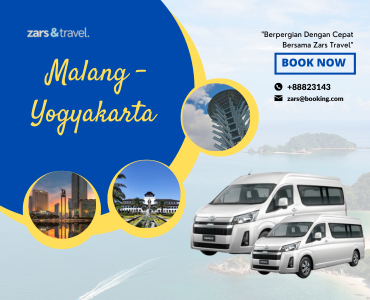 zars & travel.
Malang -
Yogyakarta
"Berpergian Dengan Cepat
Bersama Zars Travel"
BOOK NOW
+88823143
zars@booking.com